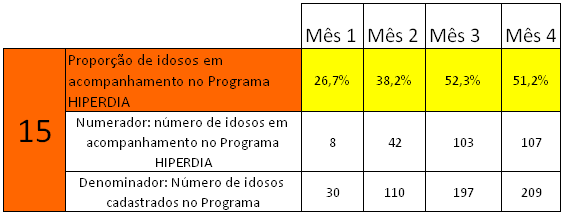 Mês 1 Mês 2 Mês 3 Mês 4
15
Proporção de idosos em
acompanhamento no Programa
HIPERDIA
26,7% 38,2% 52,3% 51,2%
Numerador: número de idosos em
acompanhamento no Programa
HIPERDIA
8 42 103 107
Denominador: Número de idosos
cadastrados no Programa
30 110 197 209